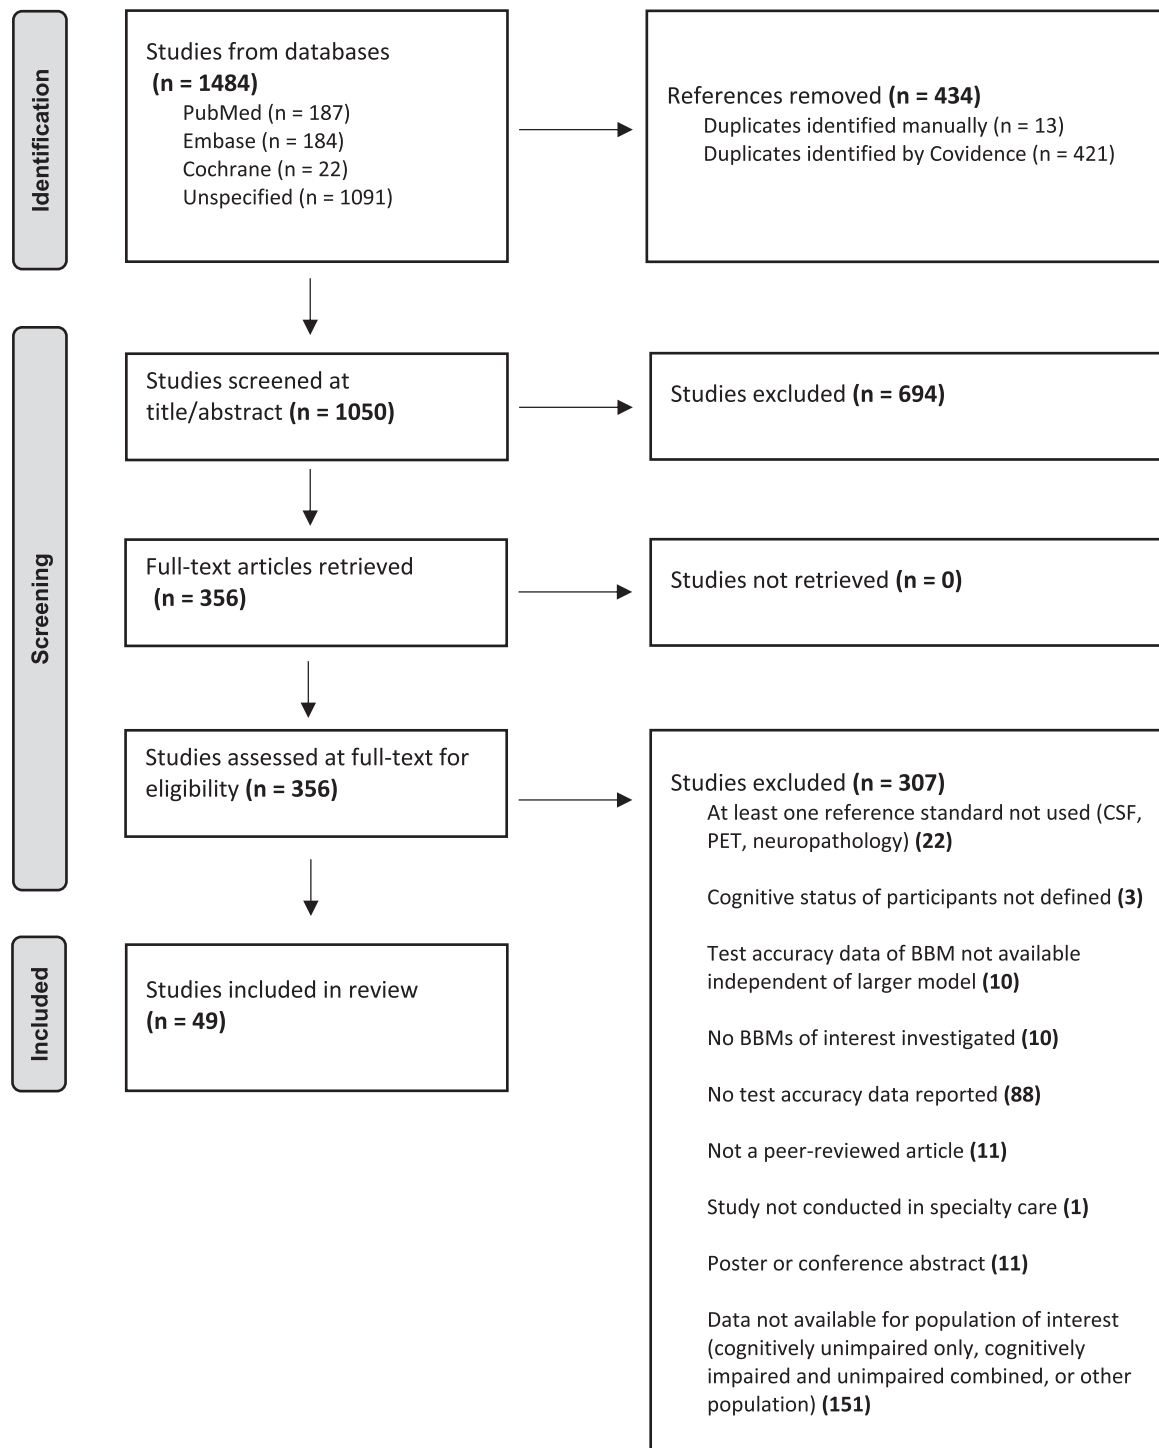 Identification
Studies from databases
(n = 1484)
PubMed (n = 187)
Embase (n = 184)
Cochrane (n = 22)
Unspecified (n = 1091)
References removed (n = 434)
Duplicates identified manually (n = 13)
Duplicates identified by Covidence (n = 421)
Screening
Studies screened at
title/abstract (n = 1050)
Studies excluded (n = 694)
Full-text articles retrieved
(n = 356)
Studies not retrieved (n = 0)
Studies assessed at full-text for
eligibility (n = 356)
Studies excluded (n = 307)
At least one reference standard not used (CSF,
PET, neuropathology) (22)
Cognitive status of participants not defined (3)
Test accuracy data of BBM not available
independent of larger model (10)
No BBMs of interest investigated (10)
No test accuracy data reported (88)
Not a peer-reviewed article (11)
Study not conducted in specialty care (1)
Poster or conference abstract (11)
Data not available for population of interest
(cognitively unimpaired only, cognitively
impaired and unimpaired combined, or other
population) (151)
Included
Studies included in review
(n = 49)